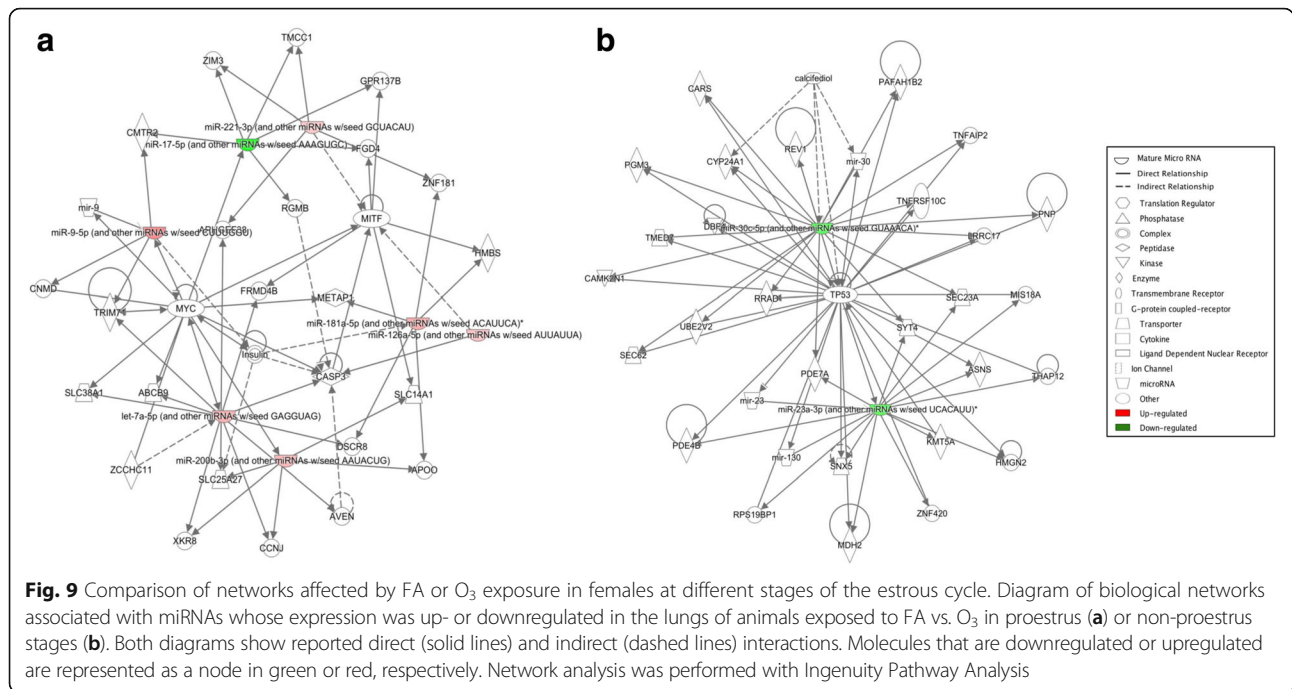 a
TMCC1
ZIM3
GPR137B
miR-221-3p (and other miRNAs w/seed GCUACAU)
CMTR2
miR-17-5p (and other miRNAs w/seed AAAGUGC)
FGD4
ZNF181
mir-9
RGMB
MITF
miR-9-5p (and other miRNAs w/seed CUUUGGU)
HMBS
CNMD
FRMD4B
METAP1
TRIM71
MYC
miR-181a-5p (and other miRNAs w/seed ACAUUCA)*
miR-126a-5p (and other miRNAs w/seed AUUAUUA)
Insulin
CASP3
SLC38A1
ABCB9
SLC14A1
let-7a-5p (and other miRNAs w/seed GAGGUAG)
DSCR8
ZCCHC11
miR-200b-3p (and other miRNAs w/seed AAUACUG)
APOO
SLC25A27
AVEN
XKR8
CCNJ
b
calcifediol
PAFAH1B2
CARS
REV1
TNFAIP2
mir-30
CYP24A1
PGM3
TNFRSF10C
PNP
miR-30c-5p (and other miRNAs w/seed GUAAACA)*
LRRC17
TMED7
CAMK2N1
TP53
RRAD
SEC23A
MIS18A
UBE2V2
SYT4
SEC62
PDE7A
ASNS
THAP12
mir-23
miR-23a-3p (and other miRNAs w/seed UCACAUU)*
PDE4B
KMT5A
mir-130
SNX5
HMGN2
RPS19BP1
ZNF420
MDH2
Mature Micro RNA
Direct Relationship
Indirect Relationship
Translation Regulator
Phosphatase
Complex
Peptidase
Kinase
Enzyme
Transmembrane Receptor
G-protein coupled-receptor
Transporter
Cytokine
Ligand Dependent Nuclear Receptor
Ion Channel
microRNA
Other
Up-regulated
Down-regulated
Fig. 9 Comparison of networks affected by FA or O₃ exposure in females at different stages of the estrous cycle. Diagram of biological networks
associated with miRNAs whose expression was up- or downregulated in the lungs of animals exposed to FA vs. O₃ in proestrus (a) or non-proestrus
stages (b). Both diagrams show reported direct (solid lines) and indirect (dashed lines) interactions. Molecules that are downregulated or upregulated
are represented as a node in green or red, respectively. Network analysis was performed with Ingenuity Pathway Analysis